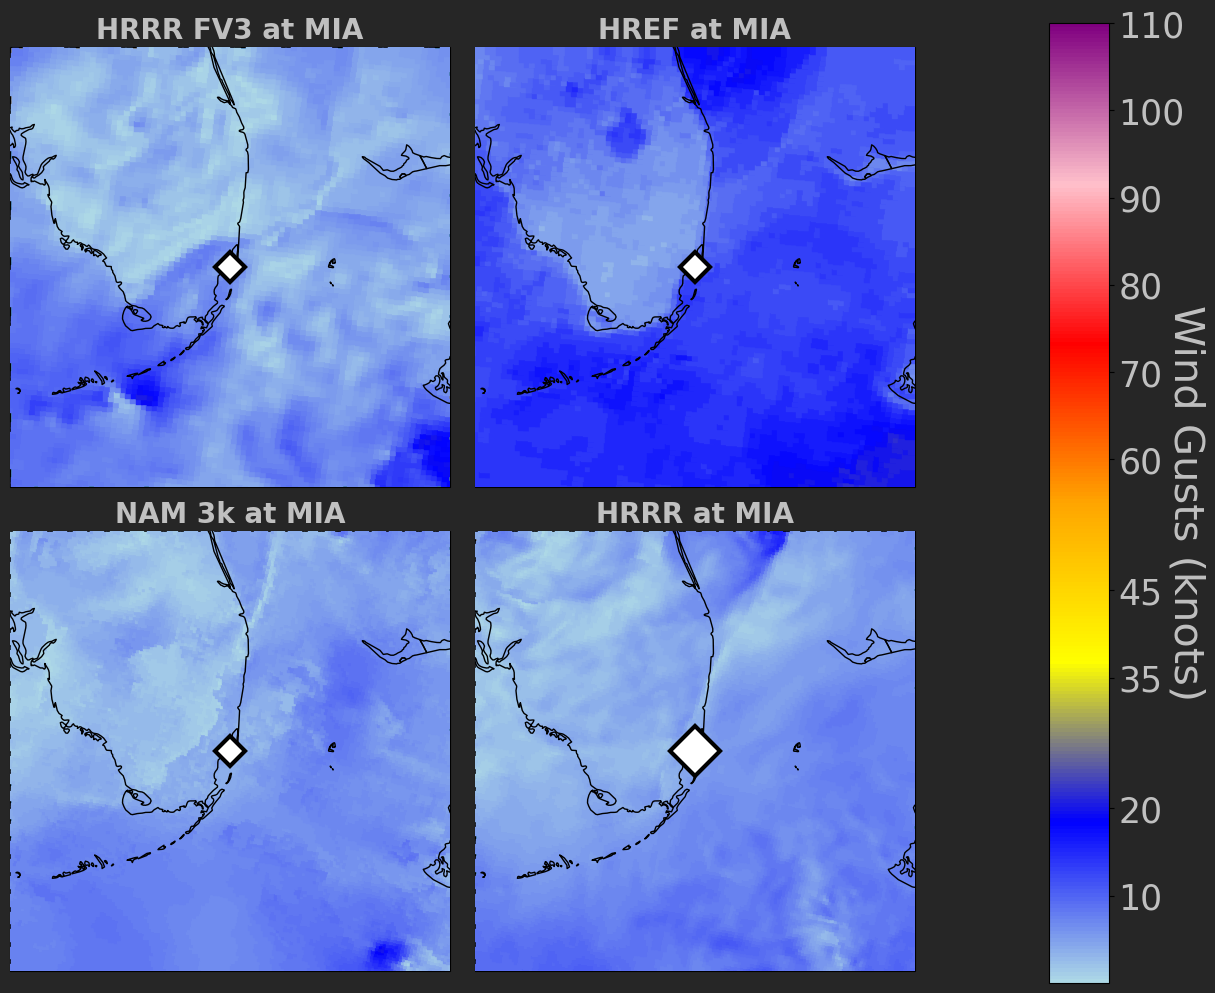 HRRR FV3 at MIA
HREF at MIA
NAM 3k at MIA
HRRR at MIA
110
100
90
80
70
60
45
35
20
10
Wind Gusts (knots)